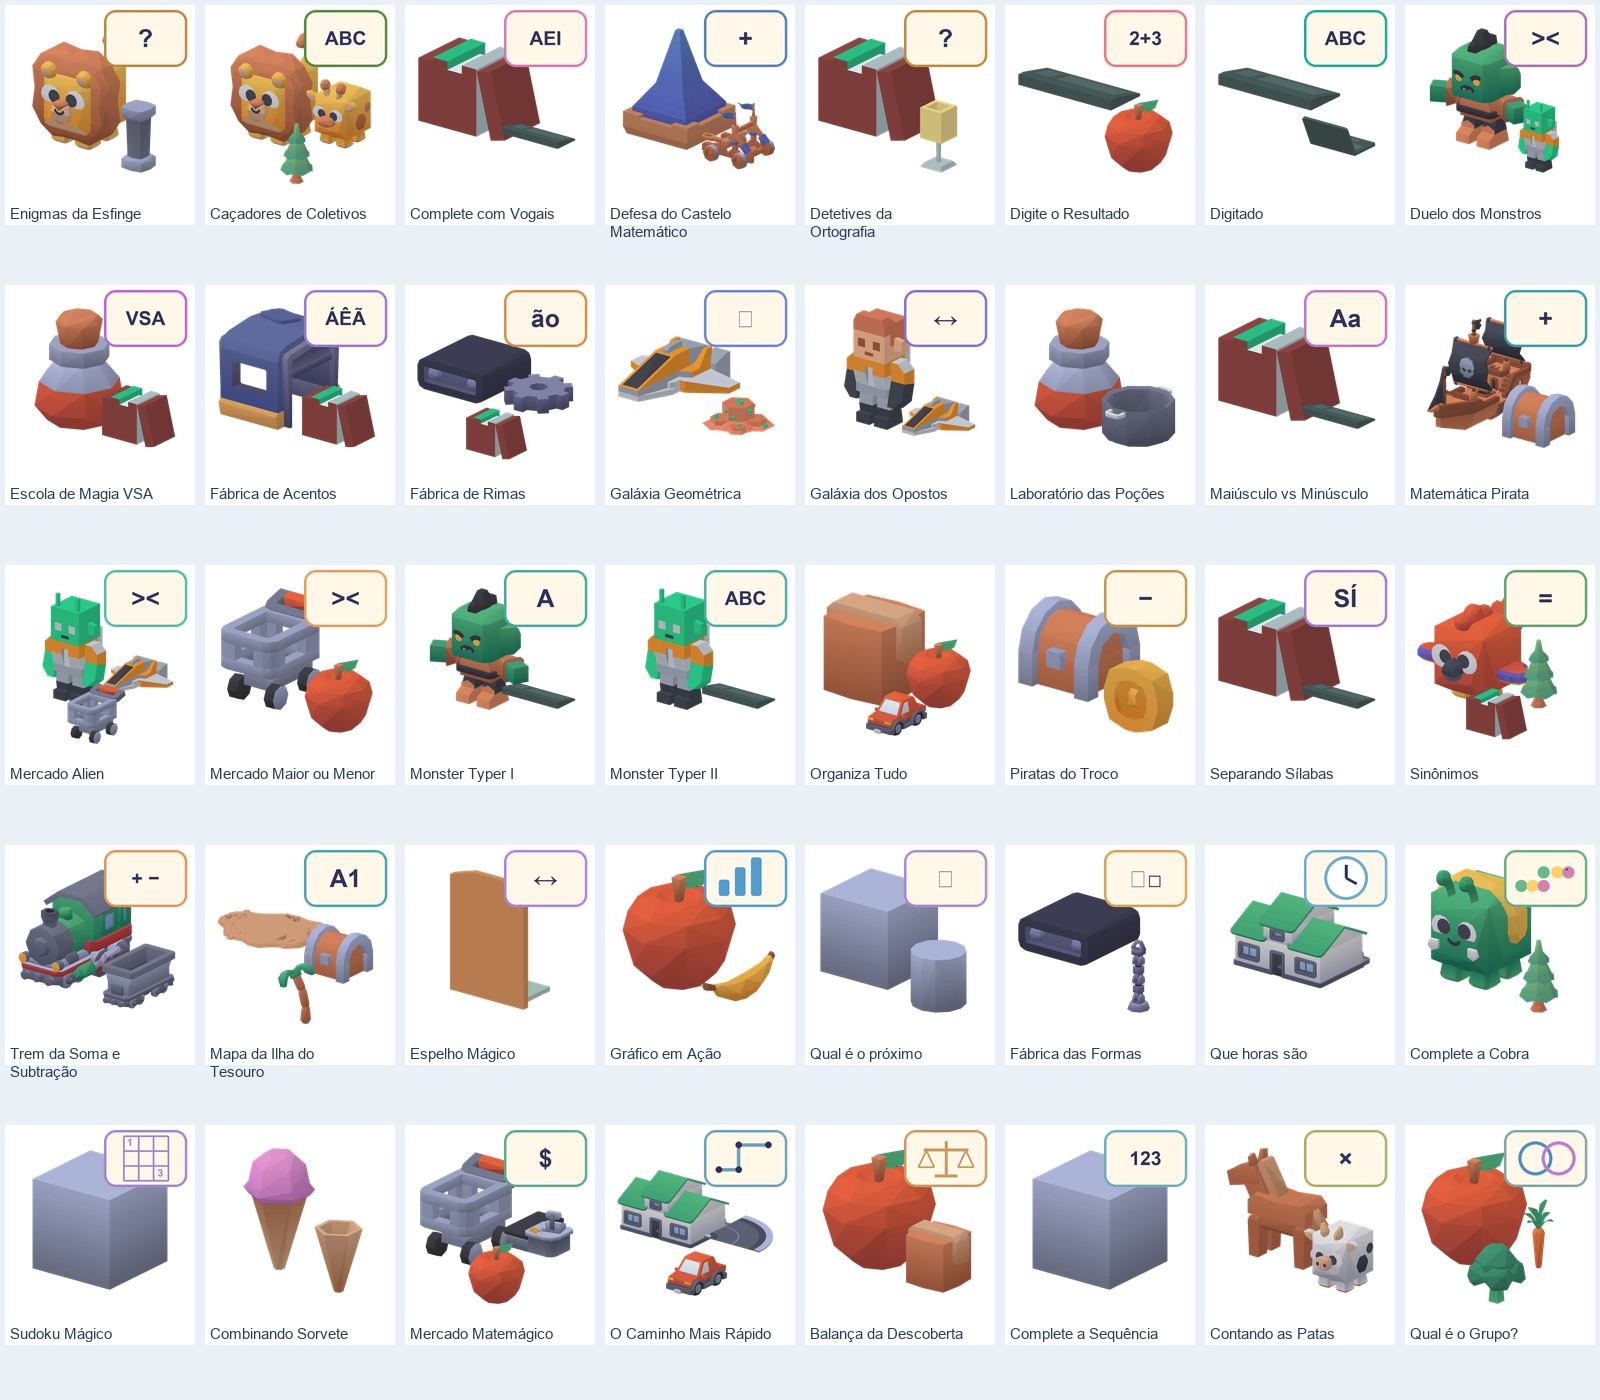 ?
ABC
AEI
+
?
2+3
ABC
><
Enigmas da Esfinge
Caçadores de Coletivos
Complete com Vogais
Defesa do Castelo
Matemático
Detetives da
Ortografia
Digite o Resultado
Digitado
Duelo dos Monstros
VSA
ÁÊÃ
ão
↔
Aa
+
Escola de Magia VSA
Fábrica de Acentos
Fábrica de Rimas
Galáxia Geométrica
Galáxia dos Opostos
Laboratório das Poções
Maiúsculo vs Minúsculo
Matemática Pirata
><
><
A
ABC
−
SÍ
=
Mercado Alien
Mercado Maior ou Menor
Monster Typer I
Monster Typer II
Organiza Tudo
Piratas do Troco
Separando Sílabas
Sinônimos
+ −
A1
↔
Trem da Soma e
Subtração
Mapa da Ilha do
Tesouro
Espelho Mágico
Gráfico em Ação
Qual é o próximo
Fábrica das Formas
Que horas são
Complete a Cobra
1
3
$
123
×
Sudoku Mágico
Combinando Sorvete
Mercado Matemágico
O Caminho Mais Rápido
Balança da Descoberta
Complete a Sequência
Contando as Patas
Qual é o Grupo?